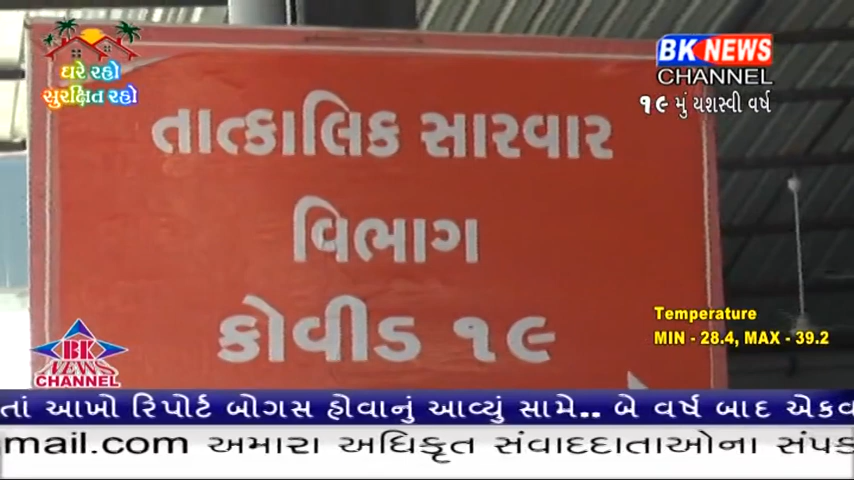 ઘરે રહો
સુરક્ષિત રહો
BK NEWS
CHANNEL
૧૯ મું યશસ્વી વર્ષ
તાત્કાલિક સારવાર
વિભાગ
કોવીડ ૧૯
Temperature
MIN - 28.4, MAX - 39.2
BK
NEWS
CHANNEL
તાં આખો રિપોર્ટ બોગસ હોવાનું આવ્યું સામે.. બે વર્ષ બાદ એકવ
mail.com અમારા અધિકૃત સંવાદદાતાઓના સંપક